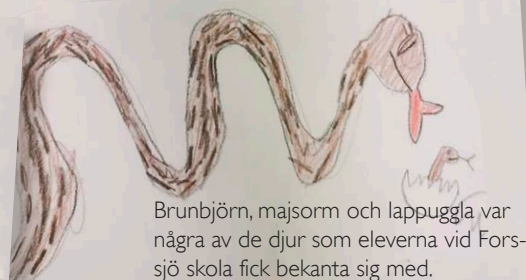 Brunbjörn, majsorm och lappuggla var
några av de djur som eleverna vid Fors-
sjö skola fick bekanta sig med.